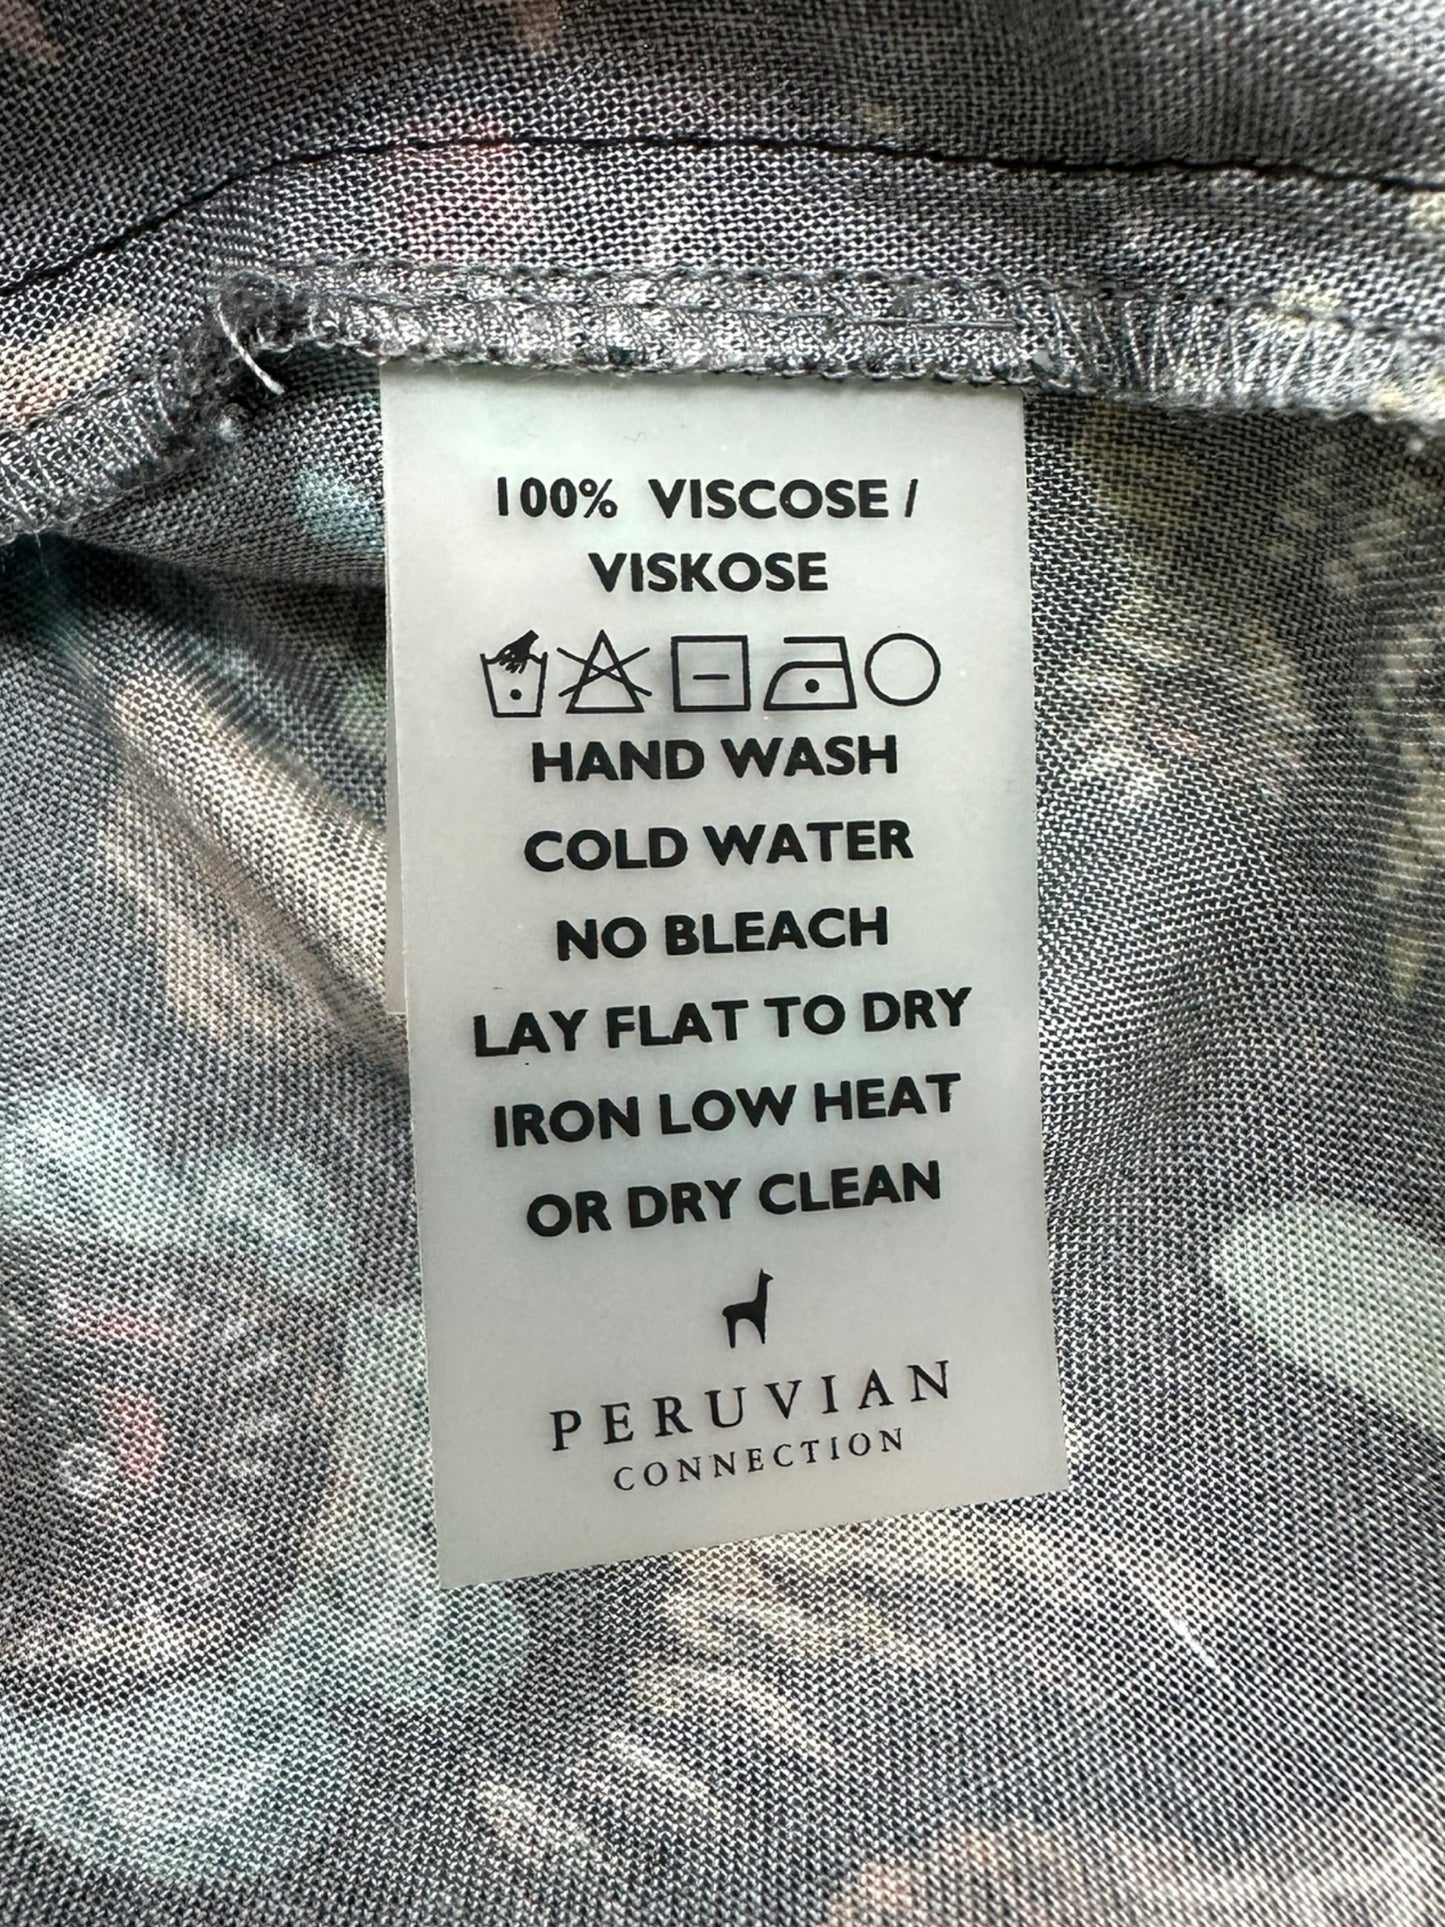 100% VISCOSE /
VISKOSE
HAND WASH
COLD WATER
NO BLEACH
LAY FLAT TO DRY
IRON LOW HEAT
OR DRY CLEAN
PERUVIAN
CONNECTION